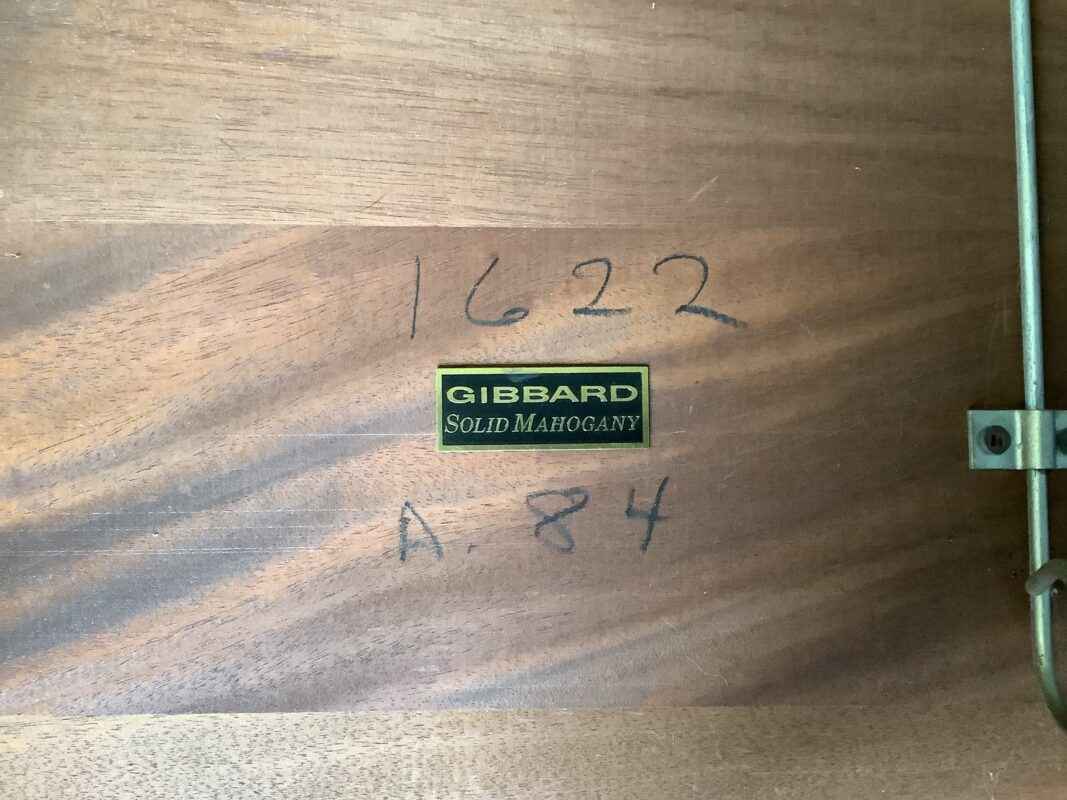 1622
GIBBARD
SOLID MAHOGANY
A. 84